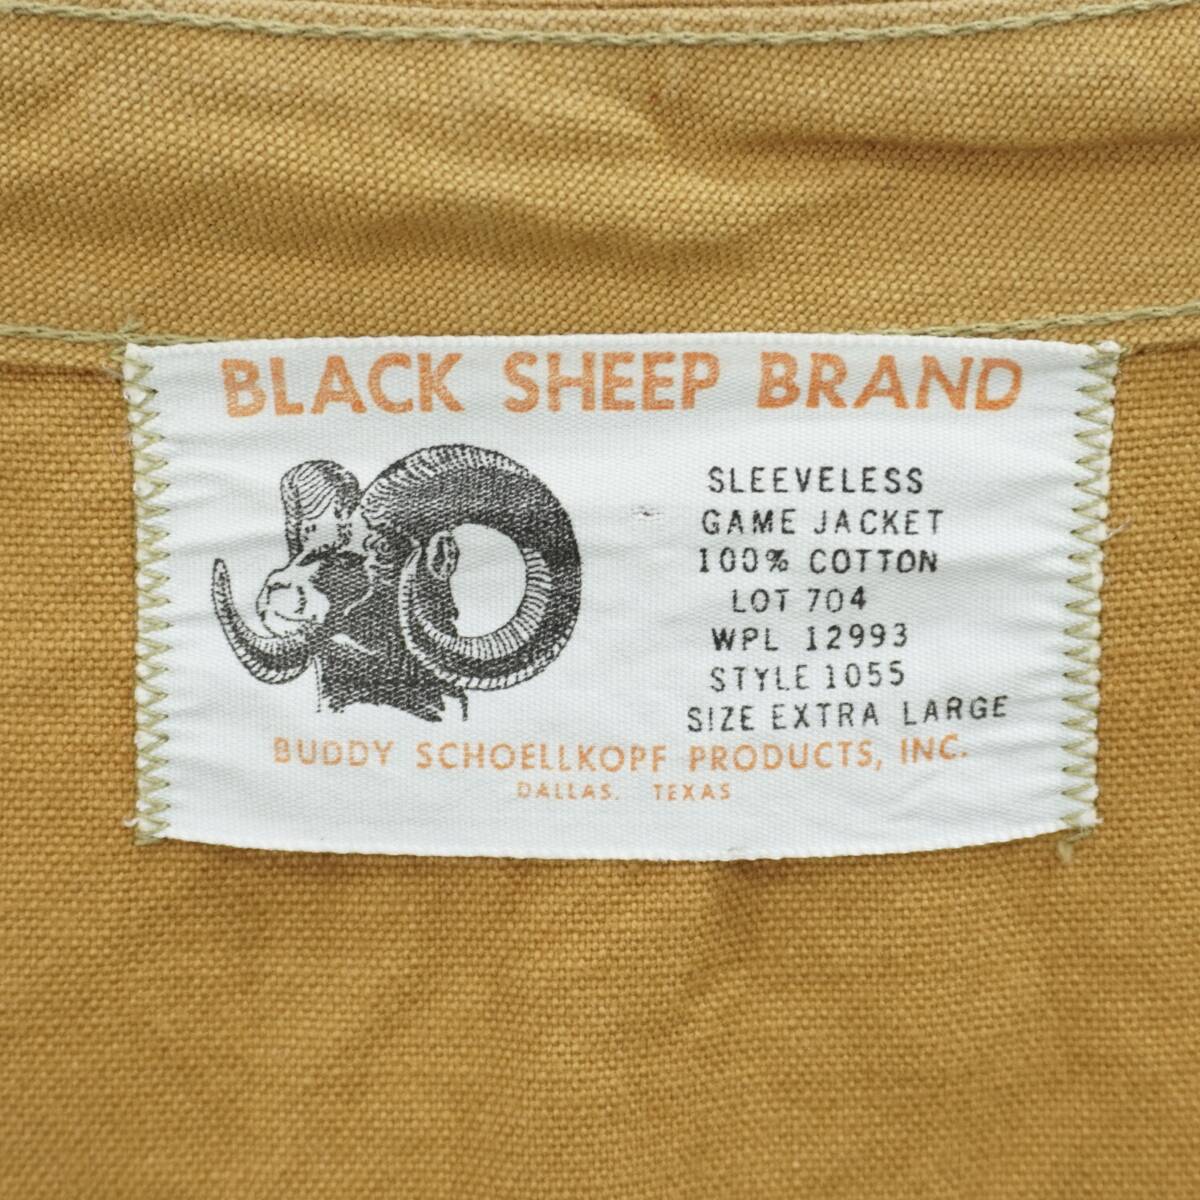 BLACK SHEEP BRAND
SLEEVELESS
GAME JACKET
100% COTTON
LOT 704
WPL 12993
STYLE 1055
SIZE EXTRA LARGE
BUDDY SCHOELLKOPF PRODUCTS, INC.
DALLAS. TEXAS